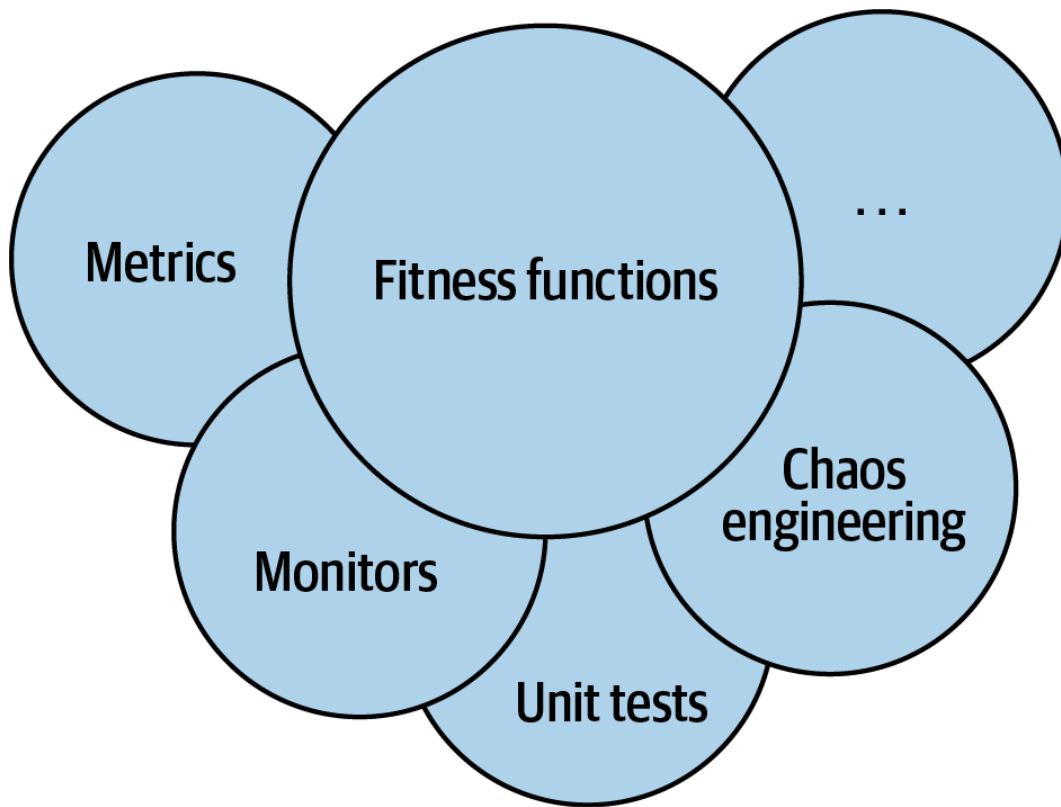 Metrics
Fitness functions
...
Chaos
engineering
Monitors
Unit tests